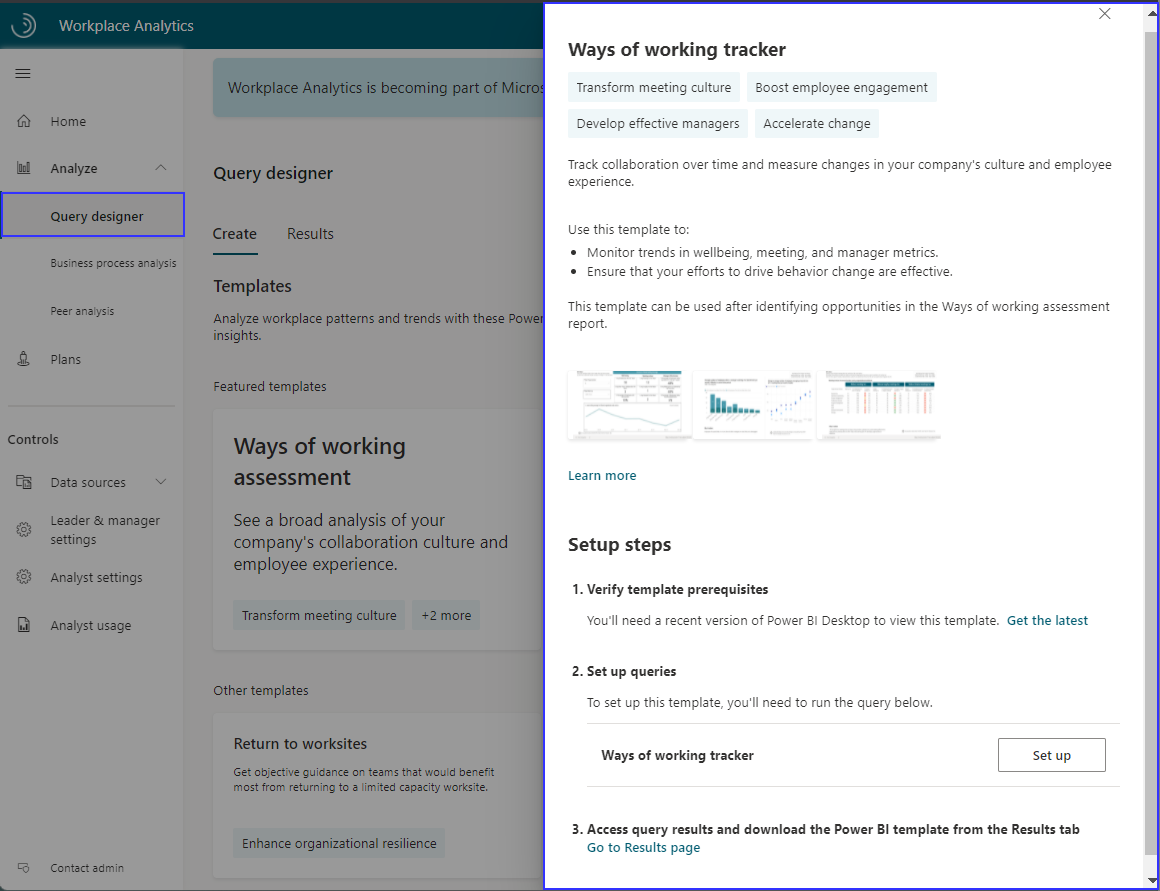 Workplace Analytics
Home
Analyze
Query designer
Business process analysis
Peer analysis
Plans
Controls
Data sources
Leader & manager
settings
Analyst settings
Analyst usage
Contact admin
Workplace Analytics is becoming part of Micros
Query designer
Create Results
Templates
Analyze workplace patterns and trends with these Power
insights.
Featured templates
Ways of working
assessment
See a broad analysis of your
company's collaboration culture and
employee experience.
Transform meeting culture +2 more
Other templates
Return to worksites
Get objective guidance on teams that would benefit
most from returning to a limited capacity worksite.
Enhance organizational resilience
Ways of working tracker
Transform meeting culture Boost employee engagement
Develop effective managers Accelerate change
Track collaboration over time and measure changes in your company's culture and employee
experience.
Use this template to:
• Monitor trends in wellbeing, meeting, and manager metrics.
• Ensure that your efforts to drive behavior change are effective.
This template can be used after identifying opportunities in the Ways of working assessment
report.
Learn more
Setup steps
1. Verify template prerequisites
You'll need a recent version of Power BI Desktop to view this template. Get the latest
2. Set up queries
To set up this template, you'll need to run the query below.
Ways of working tracker Set up
3. Access query results and download the Power BI template from the Results tab
Go to Results page